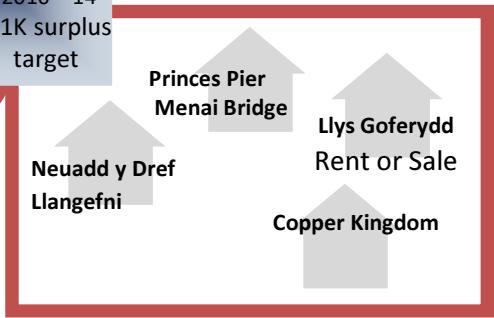 1K surplus
target
Princes Pier
Menai Bridge
Llys Goferydd
Rent or Sale
Neuadd y Dref
Llangefni
Copper Kingdom